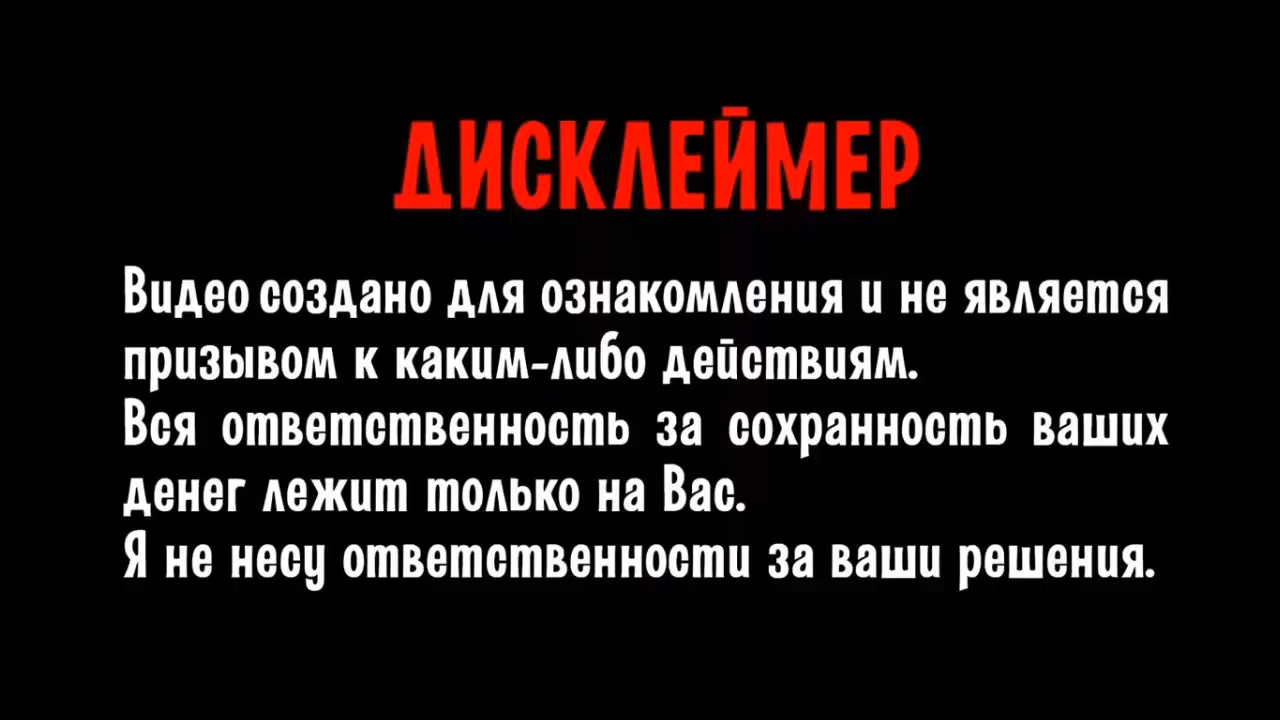 ДИСКЛЕЙМЕР
Видео создано для ознакомления и не является
призывом к каким-либо действиям.
Вся ответственность за сохранность ваших
денег лежит только на Вас.
Я не несу ответственности за ваши решения.